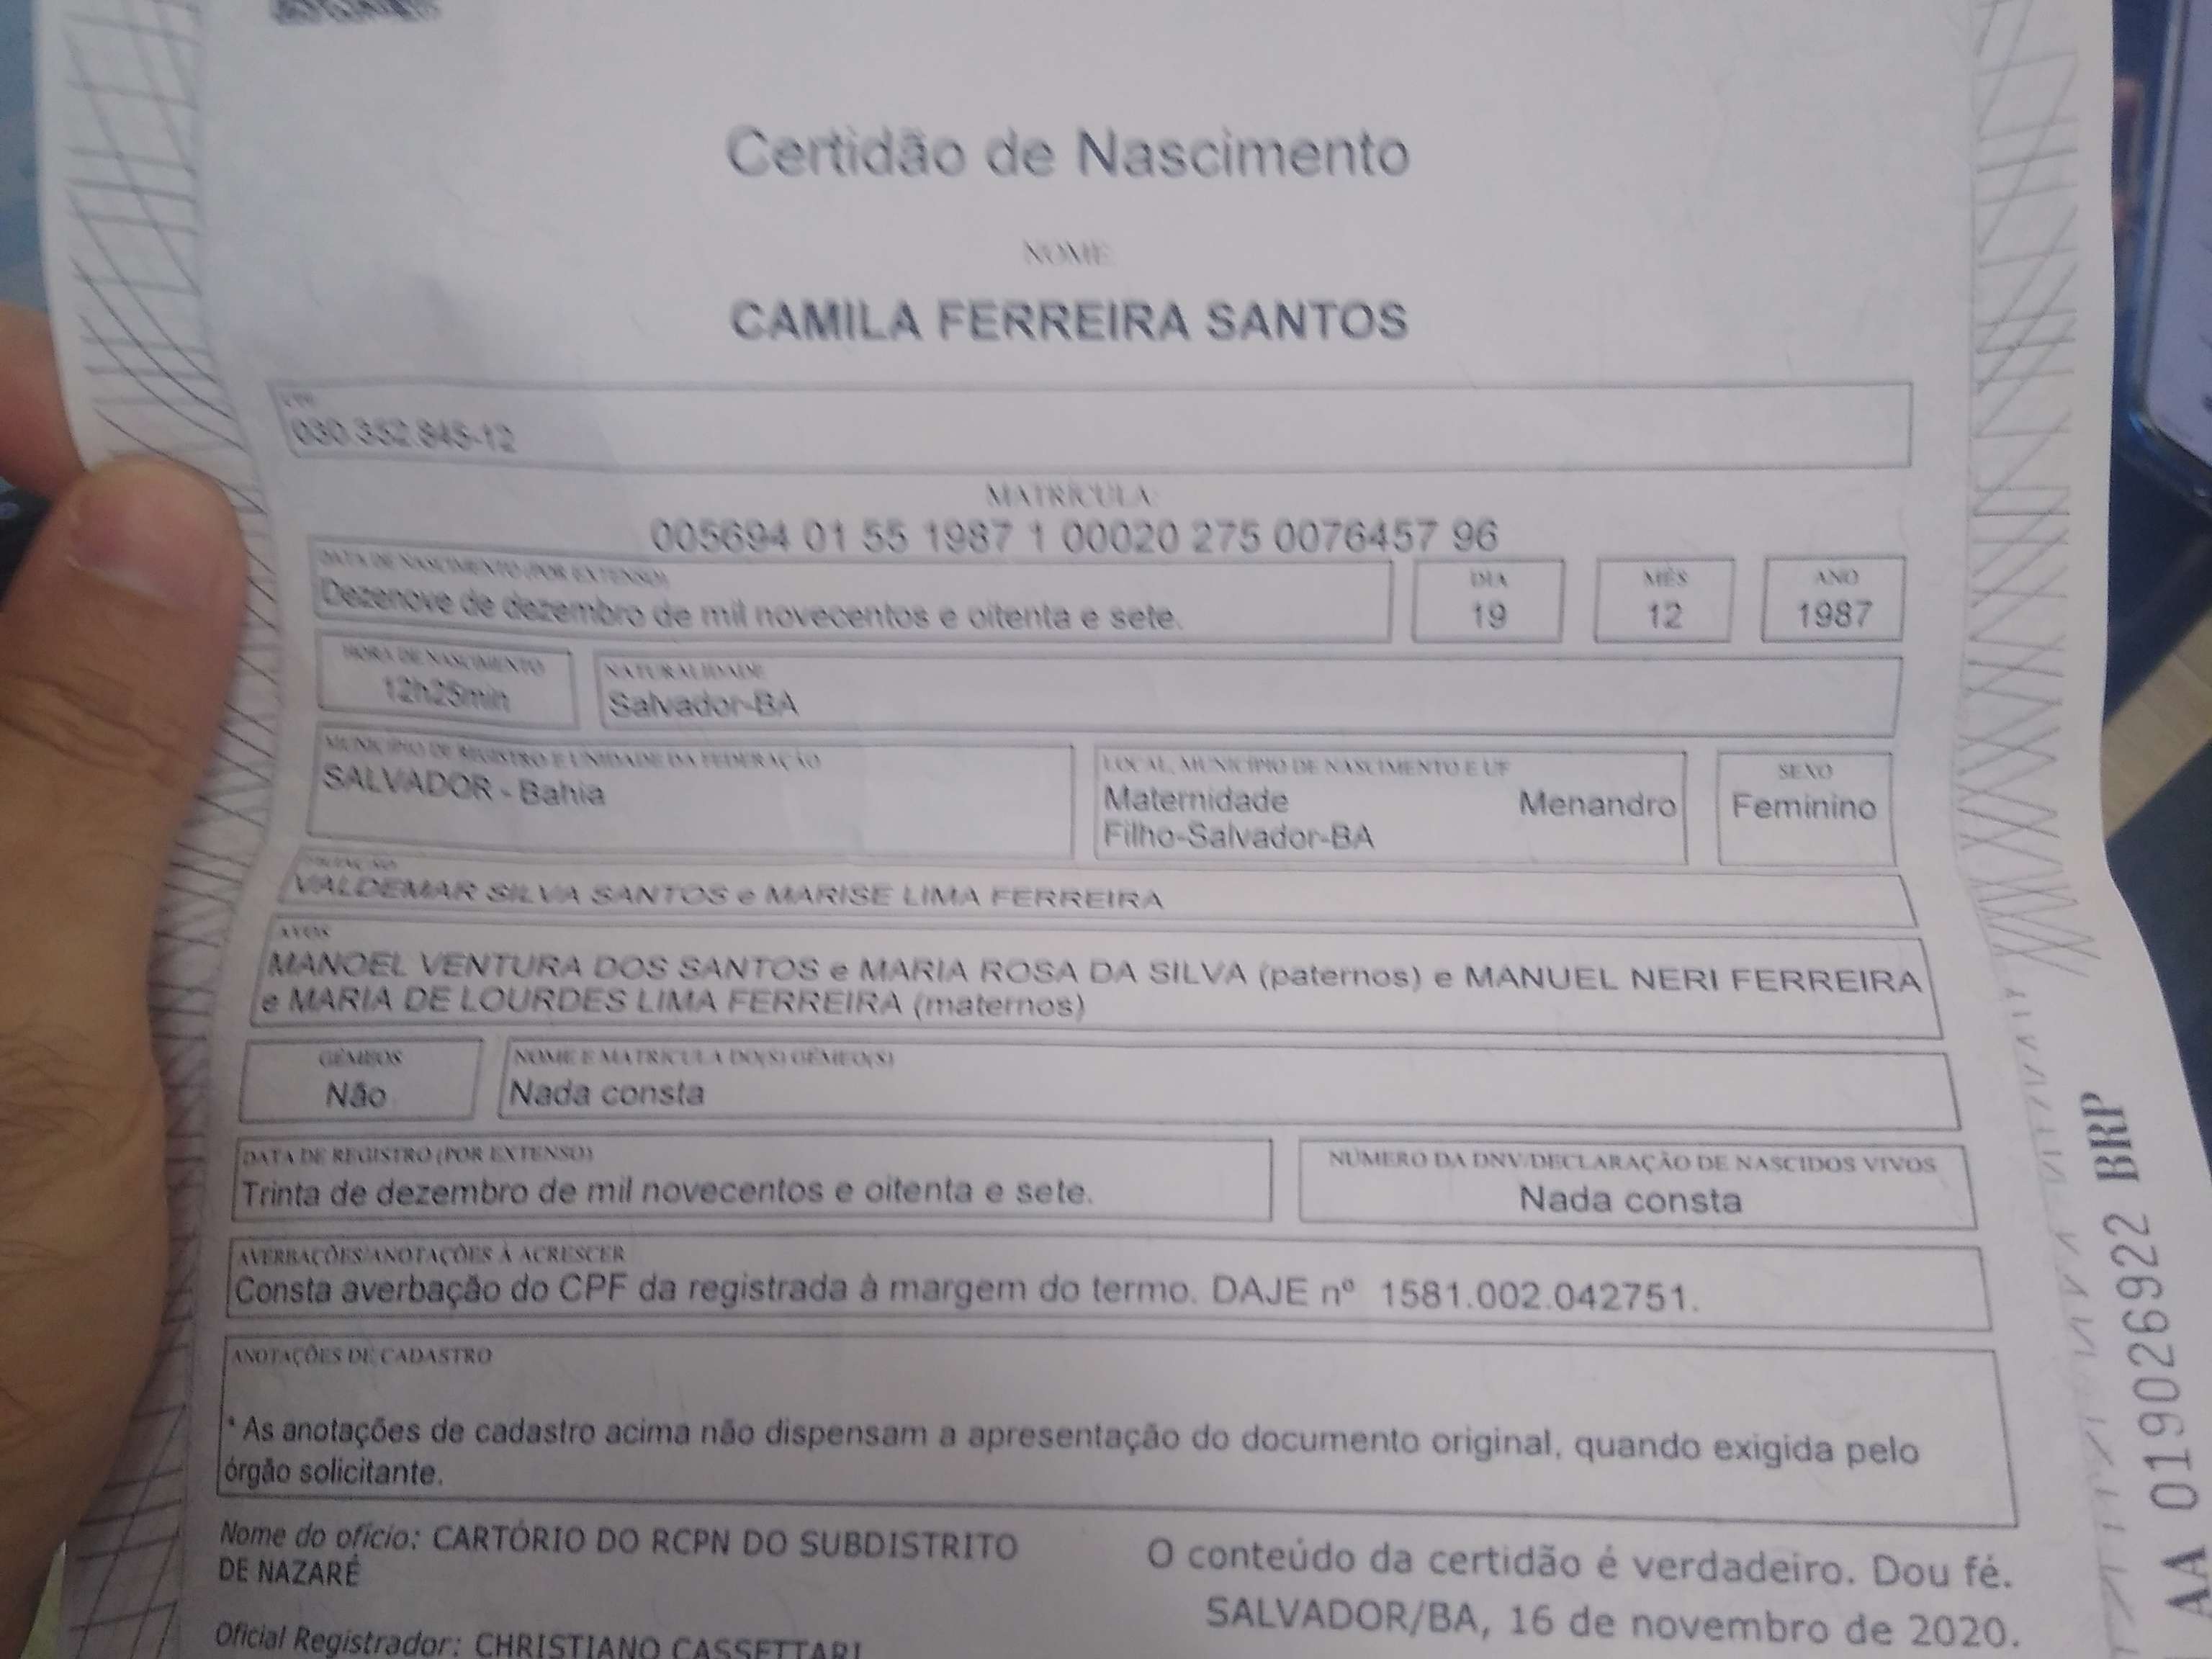 Certidão de Nascimento
NOME
CAMILA FERREIRA SANTOS
CPF
030.352.845-12
MATRÍCULA:
005694 01 55 1987 1 00020 275 0076457 96
DATA DE NASCIMENTO (POR EXTENSO)
Dezenove de dezembro de mil novecentos e oitenta e sete.
DIA
19
MÊS
12
ANO
1987
HORA DE NASCIMENTO
12h25min
NATURALIDADE
Salvador-BA
MUNICÍPIO DE REGISTRO E UNIDADE DA FEDERAÇÃO
SALVADOR - Bahia
LOCAL, MUNICÍPIO DE NASCIMENTO E UF
Maternidade Menandro
Filho-Salvador-BA
SEXO
Feminino
FILIAÇÃO
VALDEMAR SILVA SANTOS e MARISE LIMA FERREIRA
AVÓS
MANOEL VENTURA DOS SANTOS e MARIA ROSA DA SILVA (paternos) e MANUEL NERI FERREIRA
e MARIA DE LOURDES LIMA FERREIRA (maternos)
GÊMEOS
Não
NOME E MATRÍCULA DO(S) GÊMEO(S)
Nada consta
DATA DE REGISTRO (POR EXTENSO)
Trinta de dezembro de mil novecentos e oitenta e sete.
NÚMERO DA DNV/DECLARAÇÃO DE NASCIDOS VIVOS
Nada consta
AVERBAÇÕES/ANOTAÇÕES À ACRESCER
Consta averbação do CPF da registrada à margem do termo. DAJE nº 1581.002.042751.
ANOTAÇÕES DE CADASTRO
* As anotações de cadastro acima não dispensam a apresentação do documento original, quando exigida pelo
órgão solicitante.
Nome do ofício: CARTÓRIO DO RCPN DO SUBDISTRITO
DE NAZARÉ
Oficial Registrador: CHRISTIANO CASSETTARI
O conteúdo da certidão é verdadeiro. Dou fé.
SALVADOR/BA, 16 de novembro de 2020.
AA 019026922 BRP